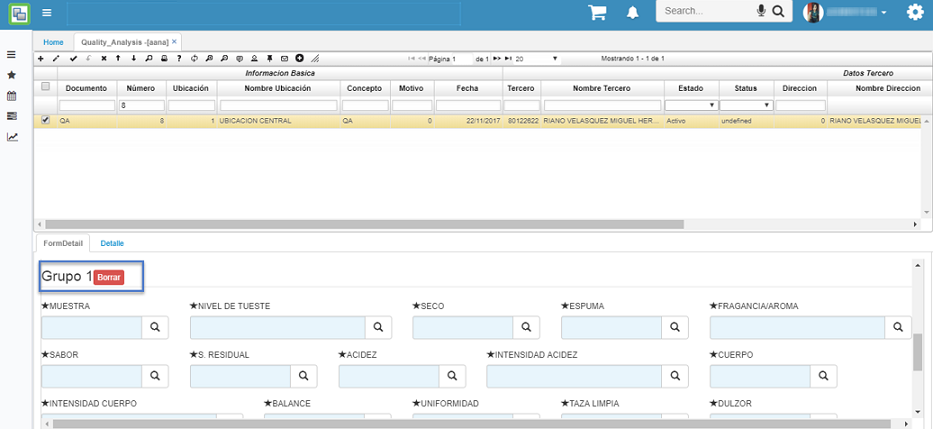 Search...
Home Quality_Analysis -[aana] ×
Página 1 de 1 20 Mostrando 1 - 1 de 1
Informacion Basica Datos Tercero
Documento Número Ubicación Nombre Ubicación Concepto Motivo Fecha Tercero Nombre Tercero Estado Status Direccion Nombre Direccion
8
QA 8 1 UBICACION CENTRAL QA 0 22/11/2017 80122622 RIANO VELASQUEZ MIGUEL HER... Activo undefined 0 RIANO VELASQUEZ MIGUEL
FormDetail Detalle
Grupo 1 Borrar
★MUESTRA ★NIVEL DE TUESTE ★SECO ★ESPUMA ★FRAGANCIA/AROMA
★SABOR ★S. RESIDUAL ★ACIDEZ ★INTENSIDAD ACIDEZ ★CUERPO
★INTENSIDAD CUERPO ★BALANCE ★UNIFORMIDAD ★TAZA LIMPIA ★DULZOR